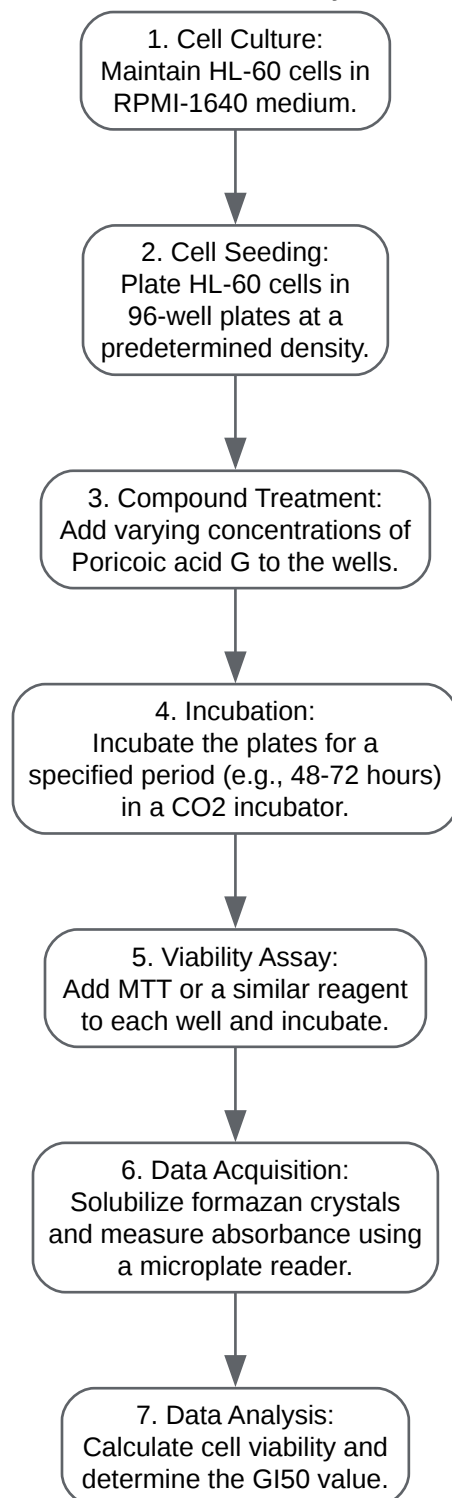 1. Cell Culture:
Maintain HL-60 cells in
RPMI-1640 medium.
2. Cell Seeding:
Plate HL-60 cells in
96-well plates at a
predetermined density.
3. Compound Treatment:
Add varying concentrations of
Poricoic acid G to the wells.
4. Incubation:
Incubate the plates for a
specified period (e.g., 48-72 hours)
in a CO2 incubator.
5. Viability Assay:
Add MTT or a similar reagent
to each well and incubate.
6. Data Acquisition:
Solubilize formazan crystals
and measure absorbance using
a microplate reader.
7. Data Analysis:
Calculate cell viability and
determine the GI50 value.